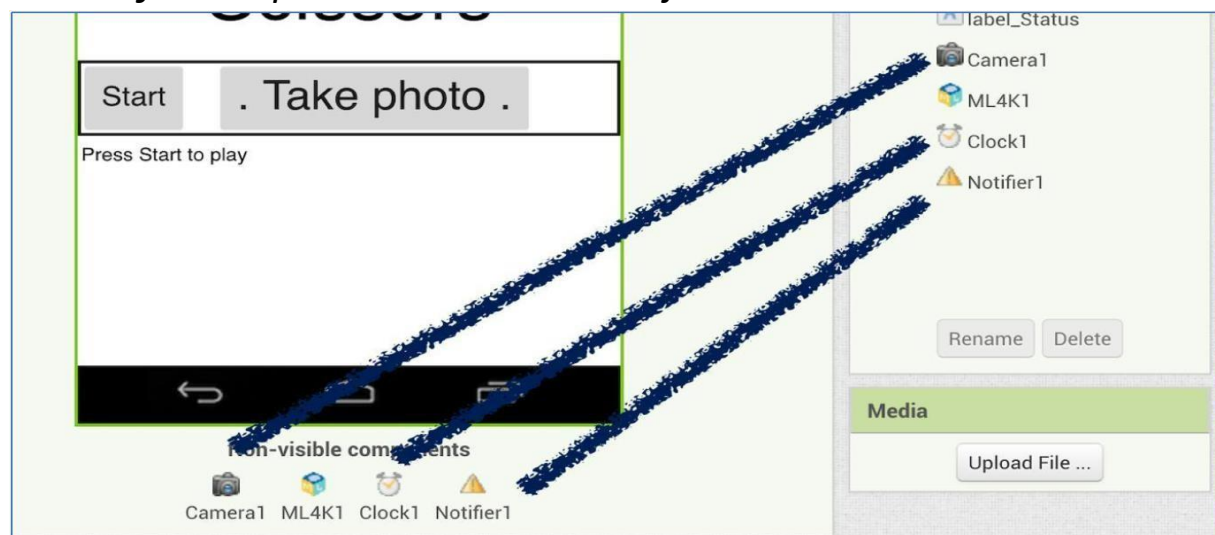 Scissors
label_Status
Camera1
ML4K1
Clock1
Notifier1
Start
. Take photo .
Press Start to play
Rename
Delete
Media
Upload File ...
Non-visible components
Camera1
ML4K1
Clock1
Notifier1